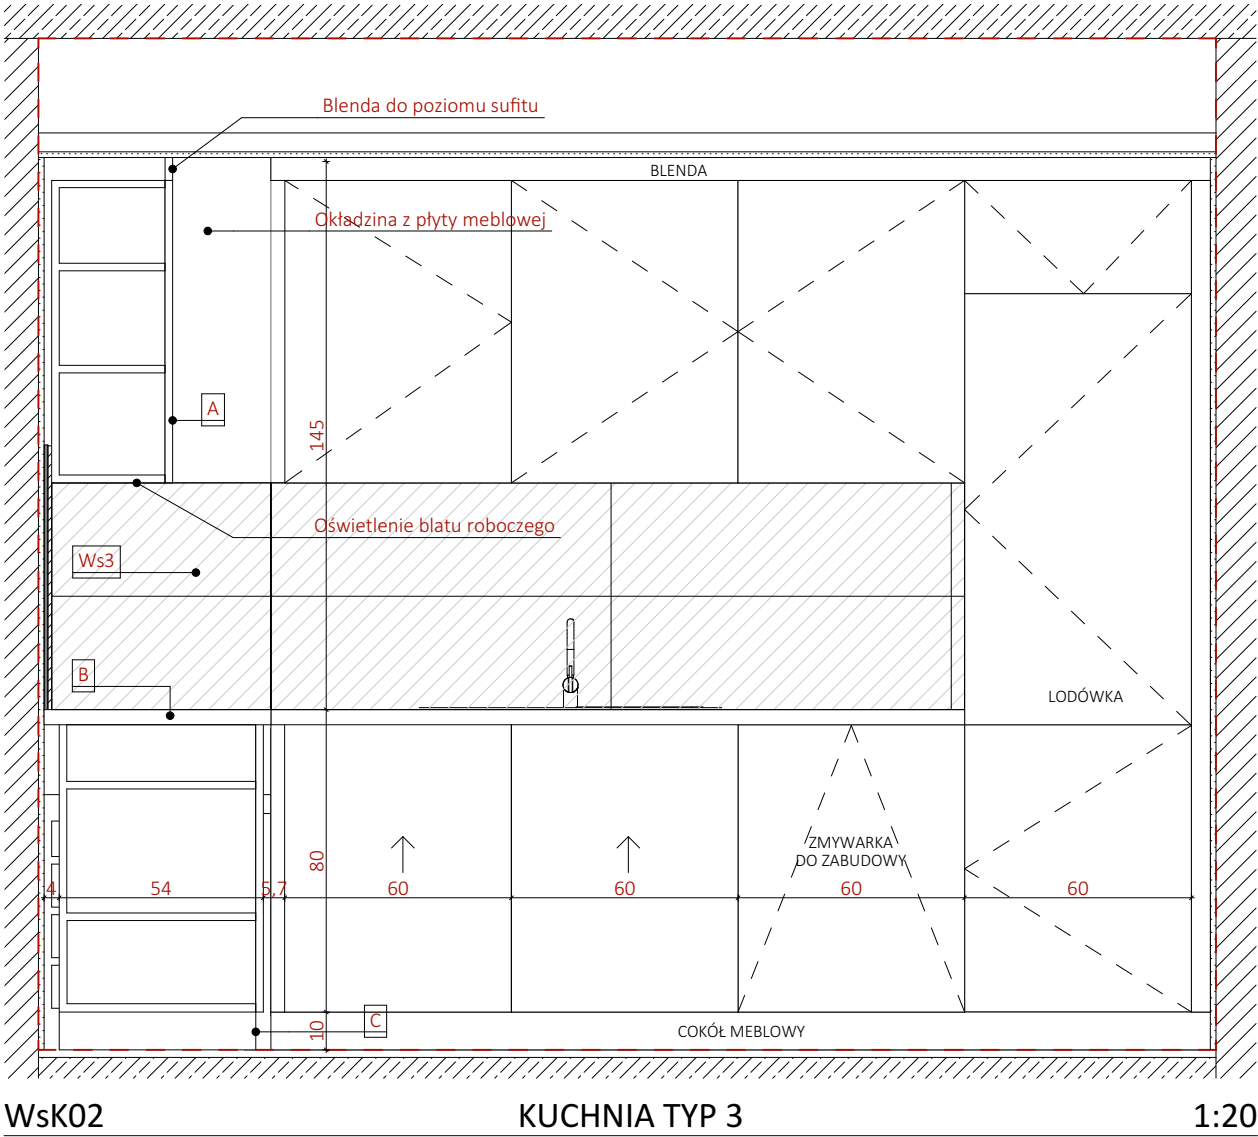 Blenda do poziomu sufitu
BLENDA
Okładzina z płyty meblowej
A
145
Oświetlenie blatu roboczego
Ws3
B
LODÓWKA
ZMYWARKA
DO ZABUDOWY
80
4
54
5,7
60
60
60
60
C
10
COKÓŁ MEBLOWY
WsK02
KUCHNIA TYP 3
1:20